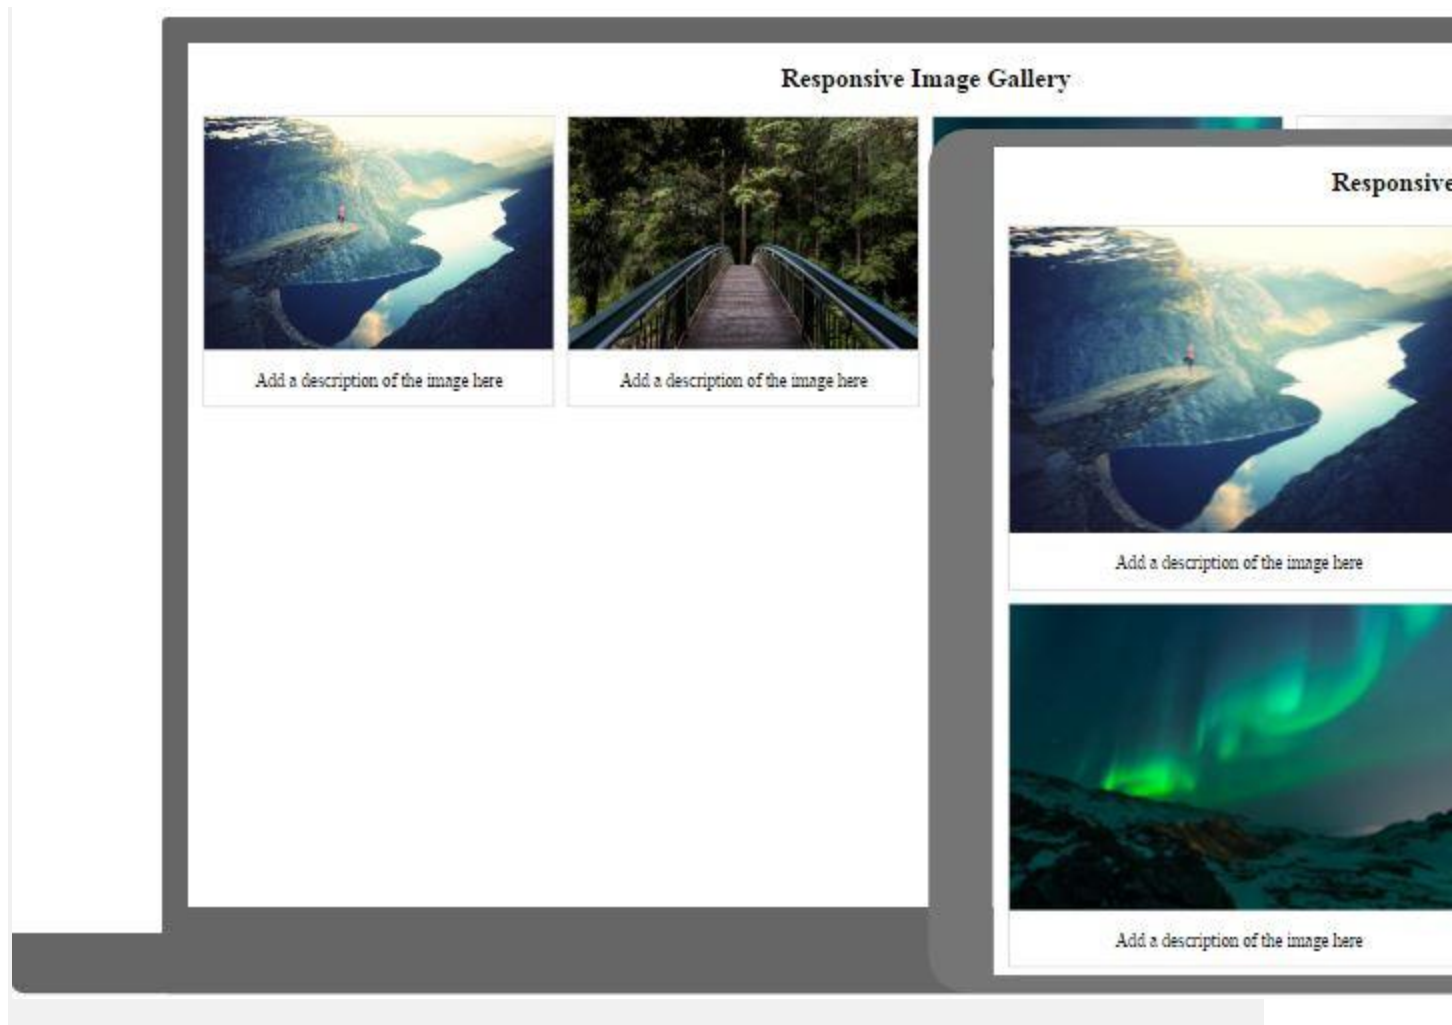 Responsive Image Gallery
Add a description of the image here
Add a description of the image here
Responsive
Add a description of the image here
Add a description of the image here